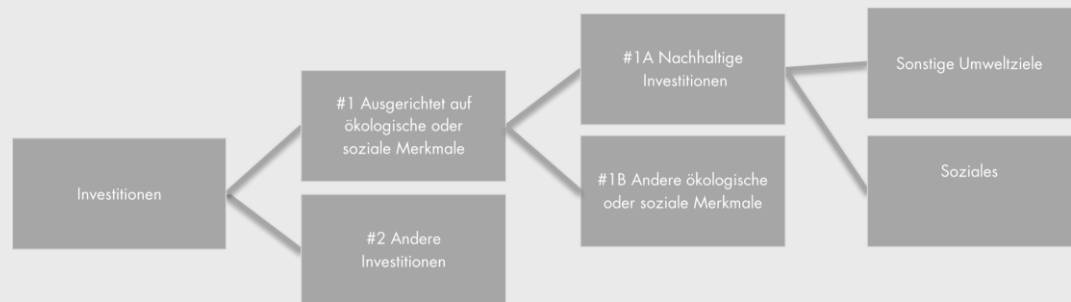 Investitionen
#1 Ausgerichtet auf
ökologische oder
soziale Merkmale
#2 Andere
Investitionen
#1A Nachhaltige
Investitionen
#1B Andere ökologische
oder soziale Merkmale
Sonstige Umweltziele
Soziales